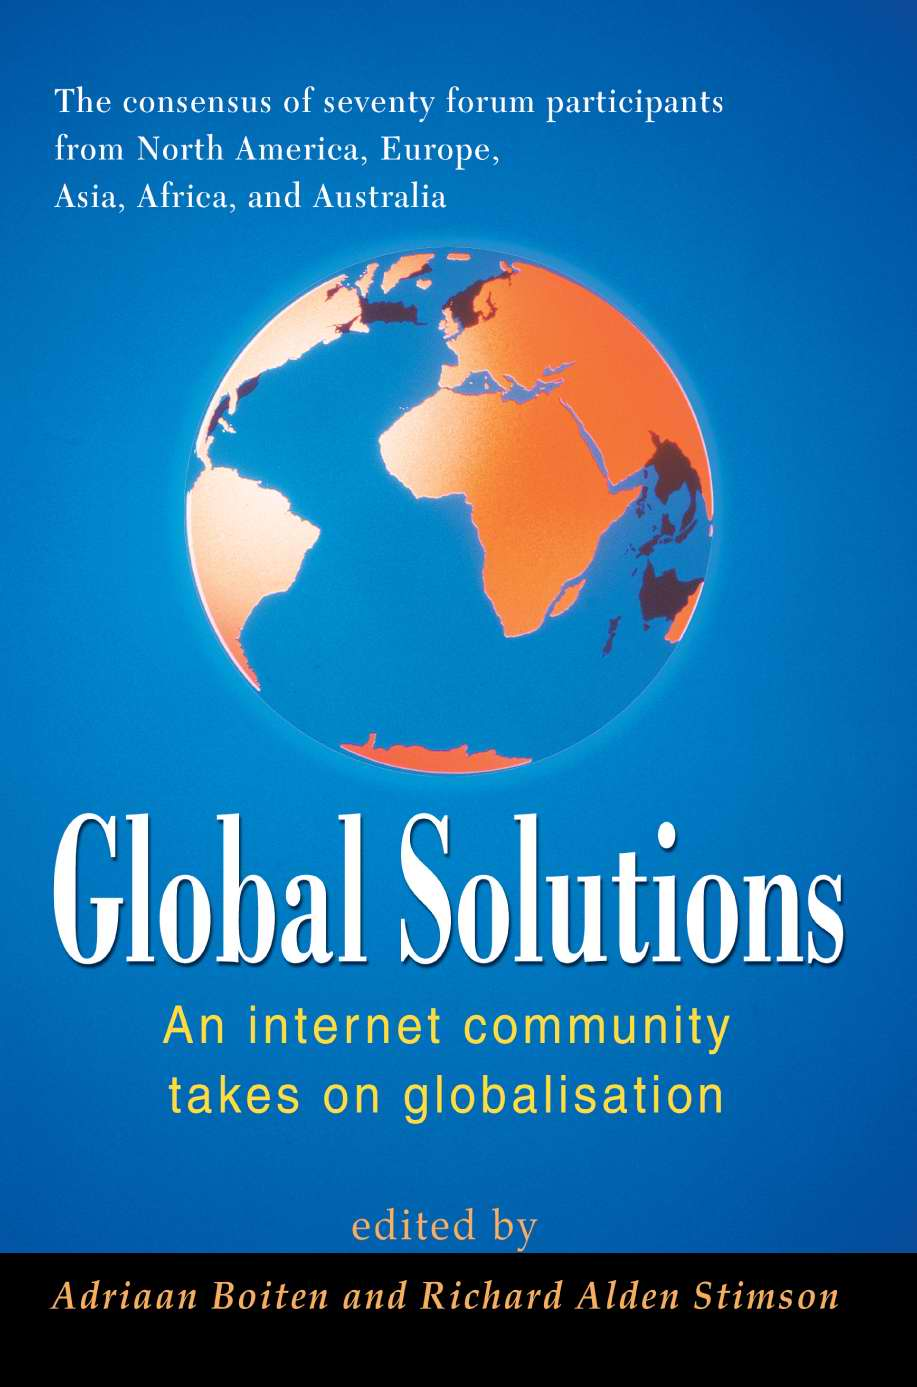 The consensus of seventy forum participants
from North America, Europe,
Asia, Africa, and Australia
Global Solutions
An internet community
takes on globalisation
edited by
Adriaan Boiten and Richard Alden Stimson